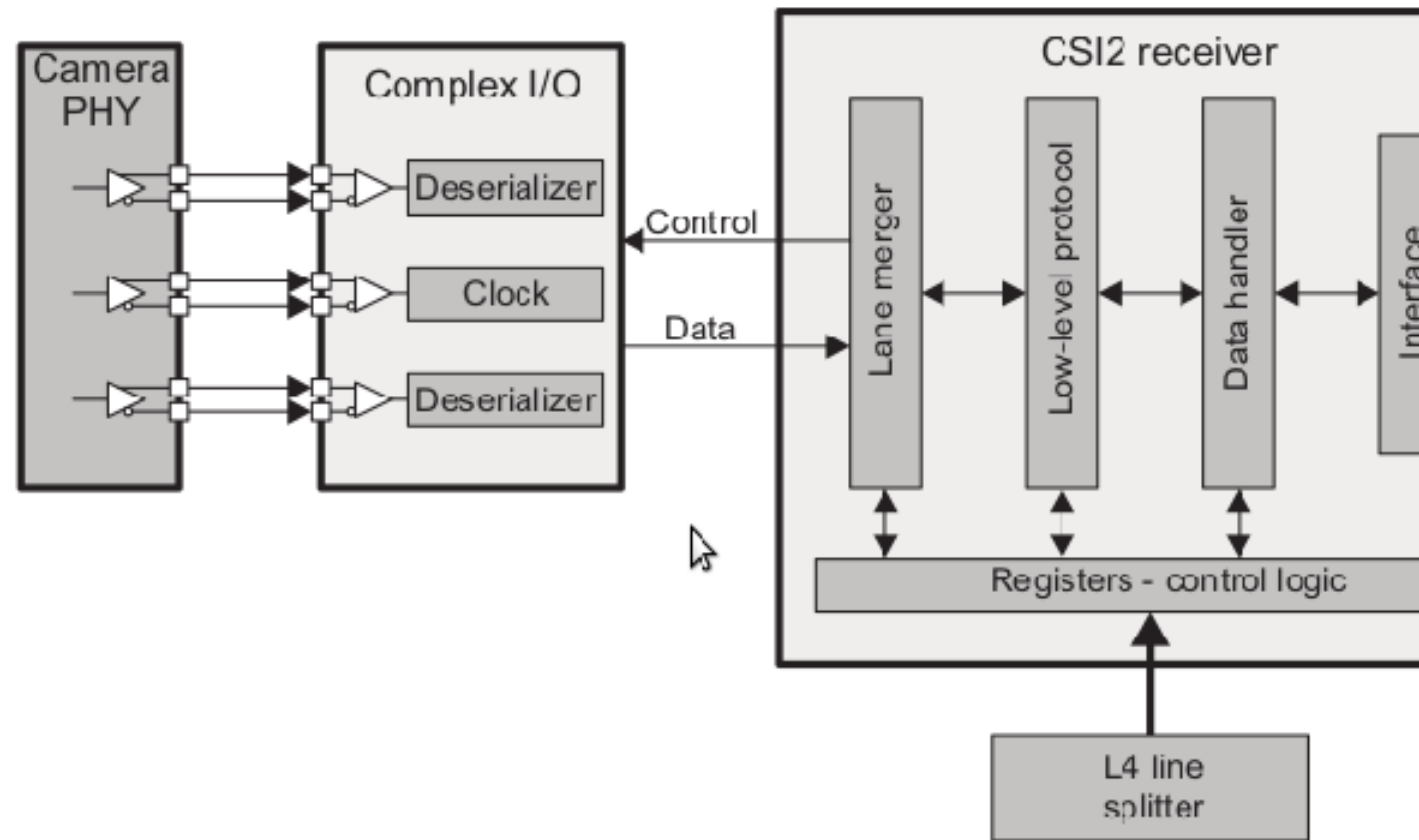 Camera
PHY
Complex I/O
Deserializer
Clock
Deserializer
Control
Data
CSI2 receiver
Lane merger
Low-level protocol
Data handler
Interface
Registers - control logic
L4 line
splitter